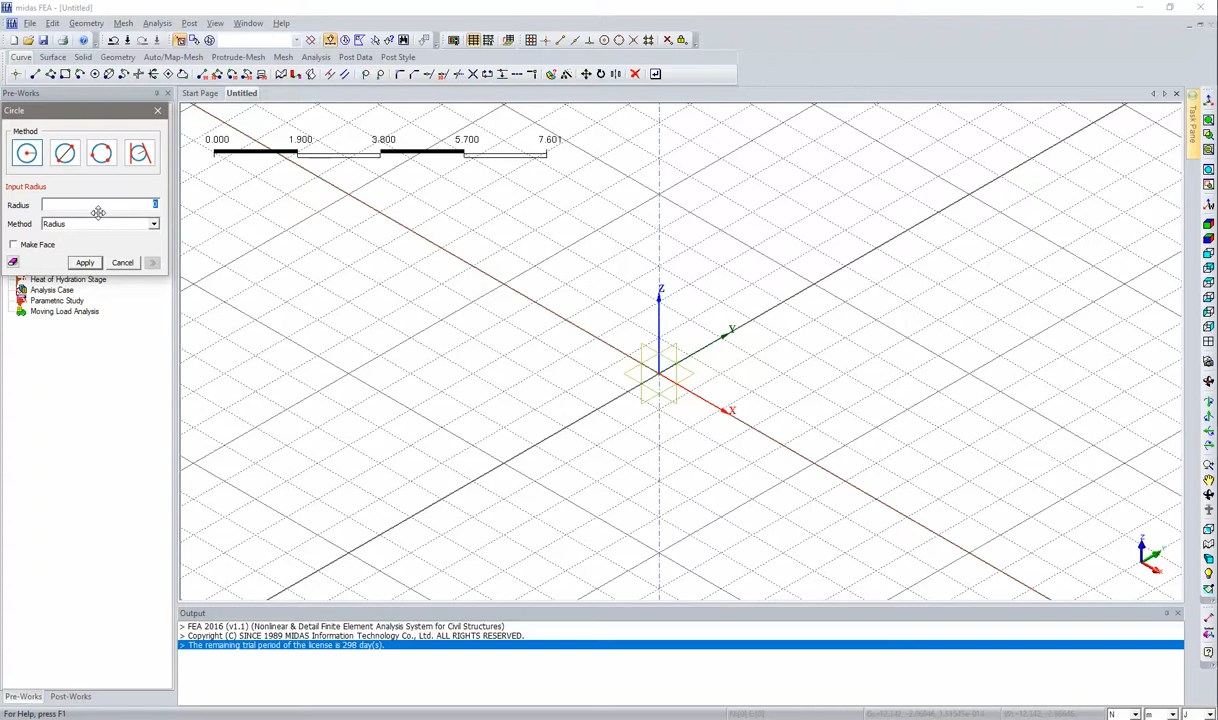 midas FEA - [Untitled]
File Edit Geometry Mesh Analysis Post View Window Help
Curve Surface Solid Geometry Auto/Map-Mesh Protrude-Mesh Mesh Analysis Post Data Post Style
Pre-Works
Start Page Untitled
Task Pane
Circle
Method
Input Radius
Radius 0
Method Radius
Make Face
Apply Cancel
Heat of Hydration Stage
Analysis Case
Parametric Study
Moving Load Analysis
0.000 1.900 3.800 5.700 7.601
Z
Y
X
Output
> FEA 2016 (v1.1) (Nonlinear & Detail Finite Element Analysis System for Civil Structures)
> Copyright (C) SINCE 1989 MIDAS Information Technology Co., Ltd. ALL RIGHTS RESERVED.
> The remaining trial period of the license is 298 day(s).
Pre-Works Post-Works
For Help, press F1
N m J